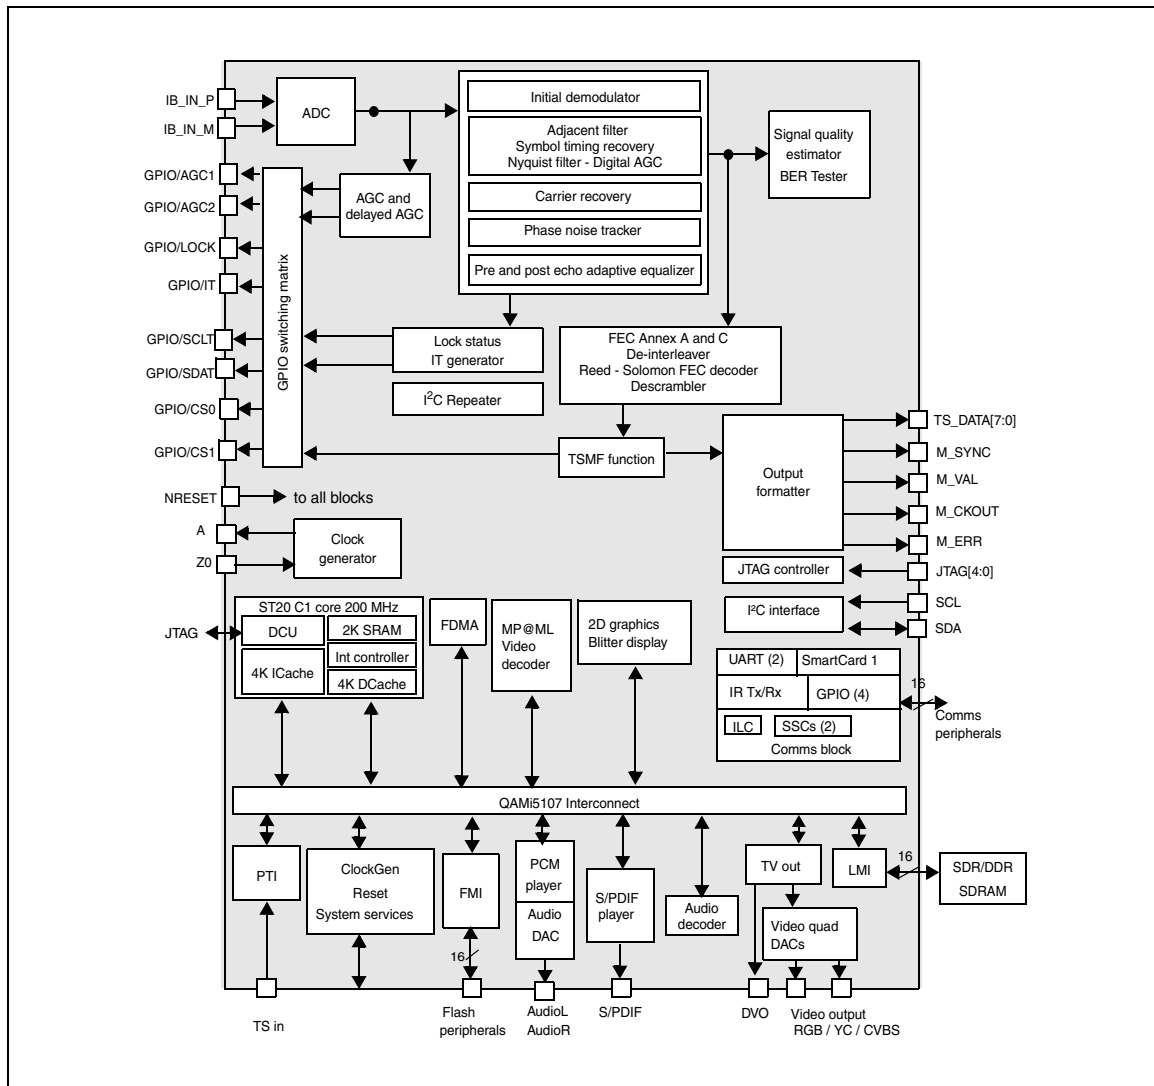 IB_IN_P
IB_IN_M
ADC
Initial demodulator
Adjacent filter
Symbol timing recovery
Nyquist filter - Digital AGC
Carrier recovery
Phase noise tracker
Pre and post echo adaptive equalizer
Signal quality
estimator
BER Tester
GPIO/AGC1
GPIO/AGC2
GPIO/LOCK
GPIO/IT
GPIO/SCLT
GPIO/SDAT
GPIO/CS0
GPIO/CS1
GPIO switching matrix
AGC and
delayed AGC
Lock status
IT generator
I2C Repeater
FEC Annex A and C
De-interleaver
Reed - Solomon FEC decoder
Descrambler
TSMF function
Output
formatter
TS_DATA[7:0]
M_SYNC
M_VAL
M_CKOUT
M_ERR
NRESET
to all blocks
A
Z0
Clock
generator
JTAG controller
JTAG[4:0]
I²C interface
SCL
SDA
JTAG
ST20 C1 core 200 MHz
DCU
2K SRAM
4K ICache
Int controller
4K DCache
FDMA
MP@ML
Video
decoder
2D graphics
Blitter display
UART (2)
SmartCard 1
IR Tx/Rx
GPIO (4)
ILC
SSCs (2)
Comms block
16
Comms
peripherals
QAMi5107 Interconnect
PTI
ClockGen
Reset
System services
FMI
PCM
player
Audio
DAC
S/PDIF
player
Audio
decoder
TV out
Video quad
DACs
LMI
16
SDR/DDR
SDRAM
16
TS in
Flash
peripherals
AudioL
AudioR
S/PDIF
DVO
Video output
RGB / YC / CVBS